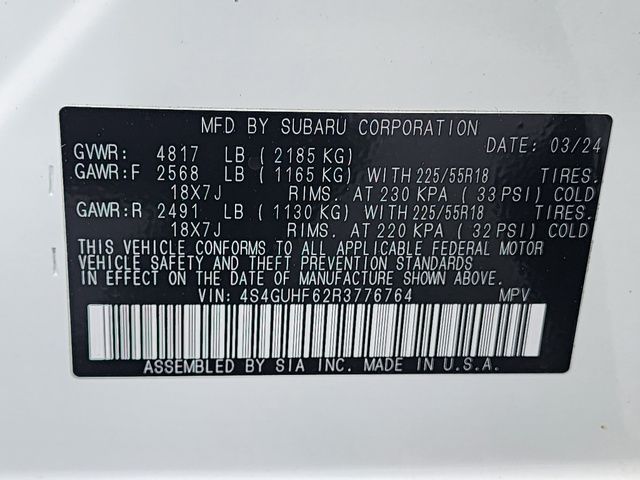 MFD BY SUBARU CORPORATION
DATE: 03/24
GVWR: 4817 LB (2185 KG)
GAWR:F 2568 LB (1165 KG) WITH 225/55R18 TIRES.
18X7J RIMS. AT 230 KPA (33 PSI) COLD
GAWR:R 2491 LB (1130 KG) WITH 225/55R18 TIRES.
18X7J RIMS. AT 220 KPA (32 PSI) COLD
THIS VEHICLE CONFORMS TO ALL APPLICABLE FEDERAL MOTOR
VEHICLE SAFETY AND THEFT PREVENTION STANDARDS
IN EFFECT ON THE DATE OF MANUFACTURE SHOWN ABOVE.
VIN: 4S4GUHF62R3776764 MPV
ASSEMBLED BY SIA INC. MADE IN U.S.A.